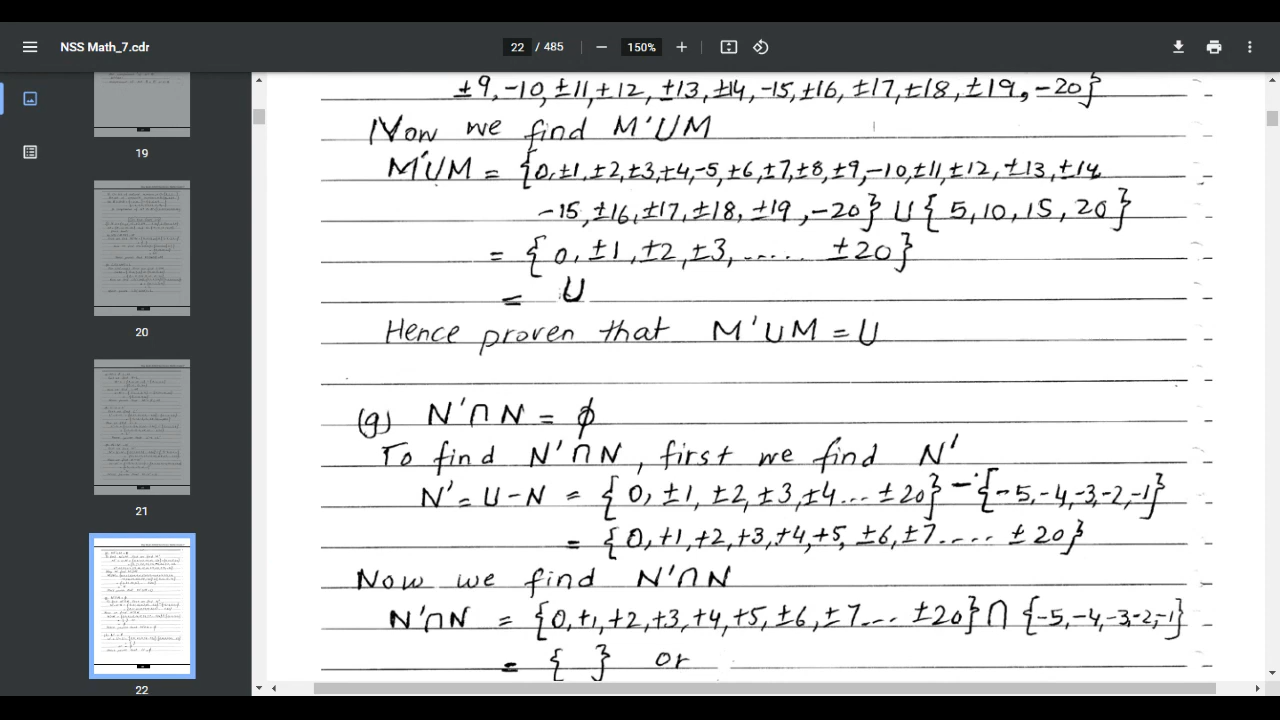 NSS Math_7.cdr
22 / 485
150%
19
20
21
22
±9, -10, ±11, ±12, ±13, ±14, -15, ±16, ±17, ±18, ±19, -20}
Now we find M'∪M
M'∪M = {0, ±1, ±2, ±3, ±4, -5, ±6, ±7, ±8, ±9, -10, ±11, ±12, ±13, ±14
-15, ±16, ±17, ±18, ±19, -20} ∪ {5, 10, 15, 20}
= {0, ±1, ±2, ±3, ..... ±20}
= U
Hence proven that M'∪M = U
(g) N'∩N = ϕ
To find N'∩N, first we find N'
N' = U - N = {0, ±1, ±2, ±3, ±4... ±20} - {-5, -4, -3, -2, -1}
= {0, +1, +2, +3, +4, +5, ±6, ±7..... ±20}
Now we find N'∩N
N'∩N = {0, +1, +2, +3, +4, +5, ±6, ±7... ±20} ∩ {-5, -4, -3, -2, -1}
= { } or